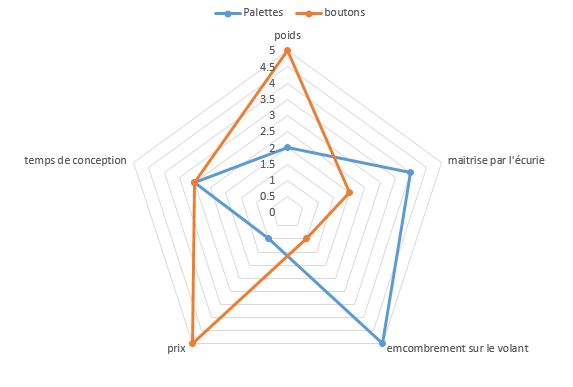 Palettes boutons
poids
5
4.5
4
3.5
3
2.5
2
1.5
1
0.5
0
temps de conception
maitrise par l'écurie
prix
emcombrement sur le volant